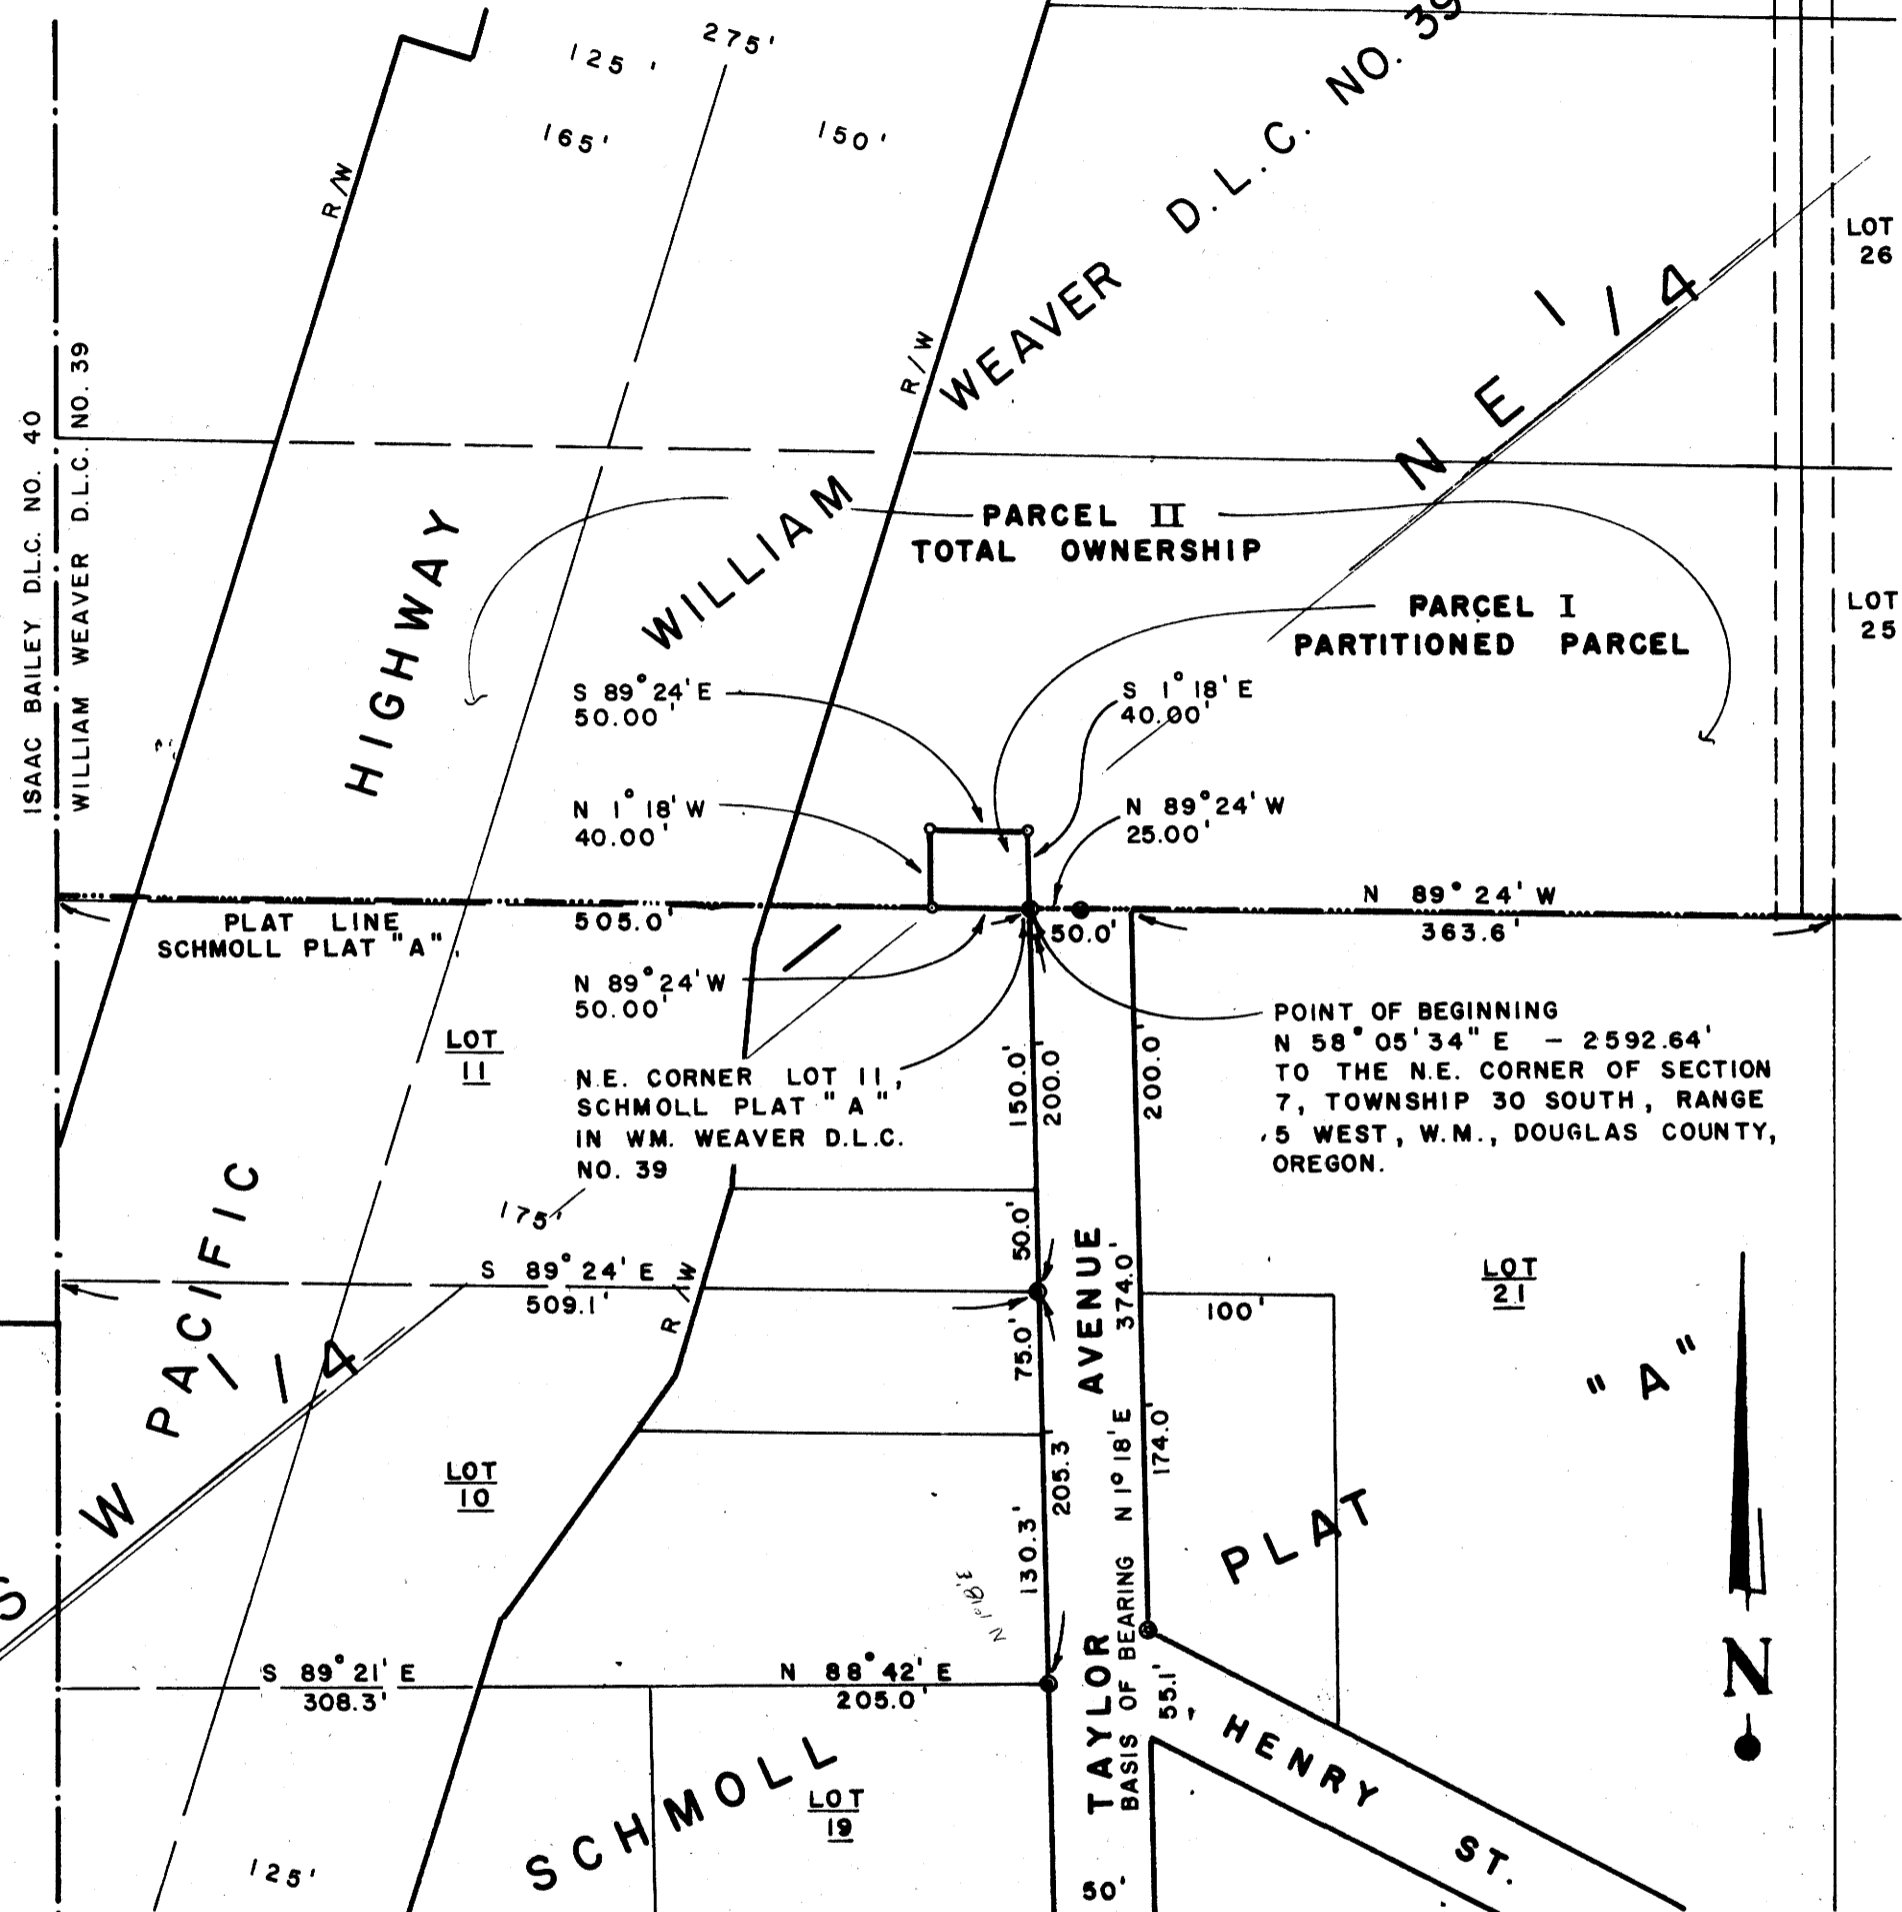 275'
125'
165'
150'
D.L.C. NO. 39
R/W
R/W
WEAVER
LOT
26
N E 1/4
ISAAC BAILEY D.L.C. NO. 40
WILLIAM WEAVER D.L.C. NO. 39
HIGHWAY
WILLIAM
PARCEL II
TOTAL OWNERSHIP
PARCEL I
PARTITIONED PARCEL
LOT
25
S 89°24'E
50.00'
S 1°18'E
40.00'
N 1°18'W
40.00'
N 89°24'W
25.00'
N 89°24'W
363.6'
PLAT LINE
SCHMOLL PLAT "A"
505.0'
50.0'
N 89°24'W
50.00'
POINT OF BEGINNING
N 58°05'34"E - 2592.64'
TO THE N.E. CORNER OF SECTION
7, TOWNSHIP 30 SOUTH, RANGE
5 WEST, W.M., DOUGLAS COUNTY,
OREGON.
LOT
11
N.E. CORNER LOT 11,
SCHMOLL PLAT "A"
IN WM. WEAVER D.L.C.
NO. 39
150.0'
200.0'
200.0'
175'
PACIFIC
50.0'
S 89°24'E
509.1'
R/W
75.0'
374.0'
100'
LOT
21
"A"
S W 1/4
LOT
10
205.3'
174.0'
130.3'
N 1°18'E
PLAT
TAYLOR AVENUE
BASIS OF BEARING N 1°18'E
S 89°21'E
308.3'
N 88°42'E
205.0'
55.1'
HENRY ST.
N
SCHMOLL
LOT
19
125'
50'